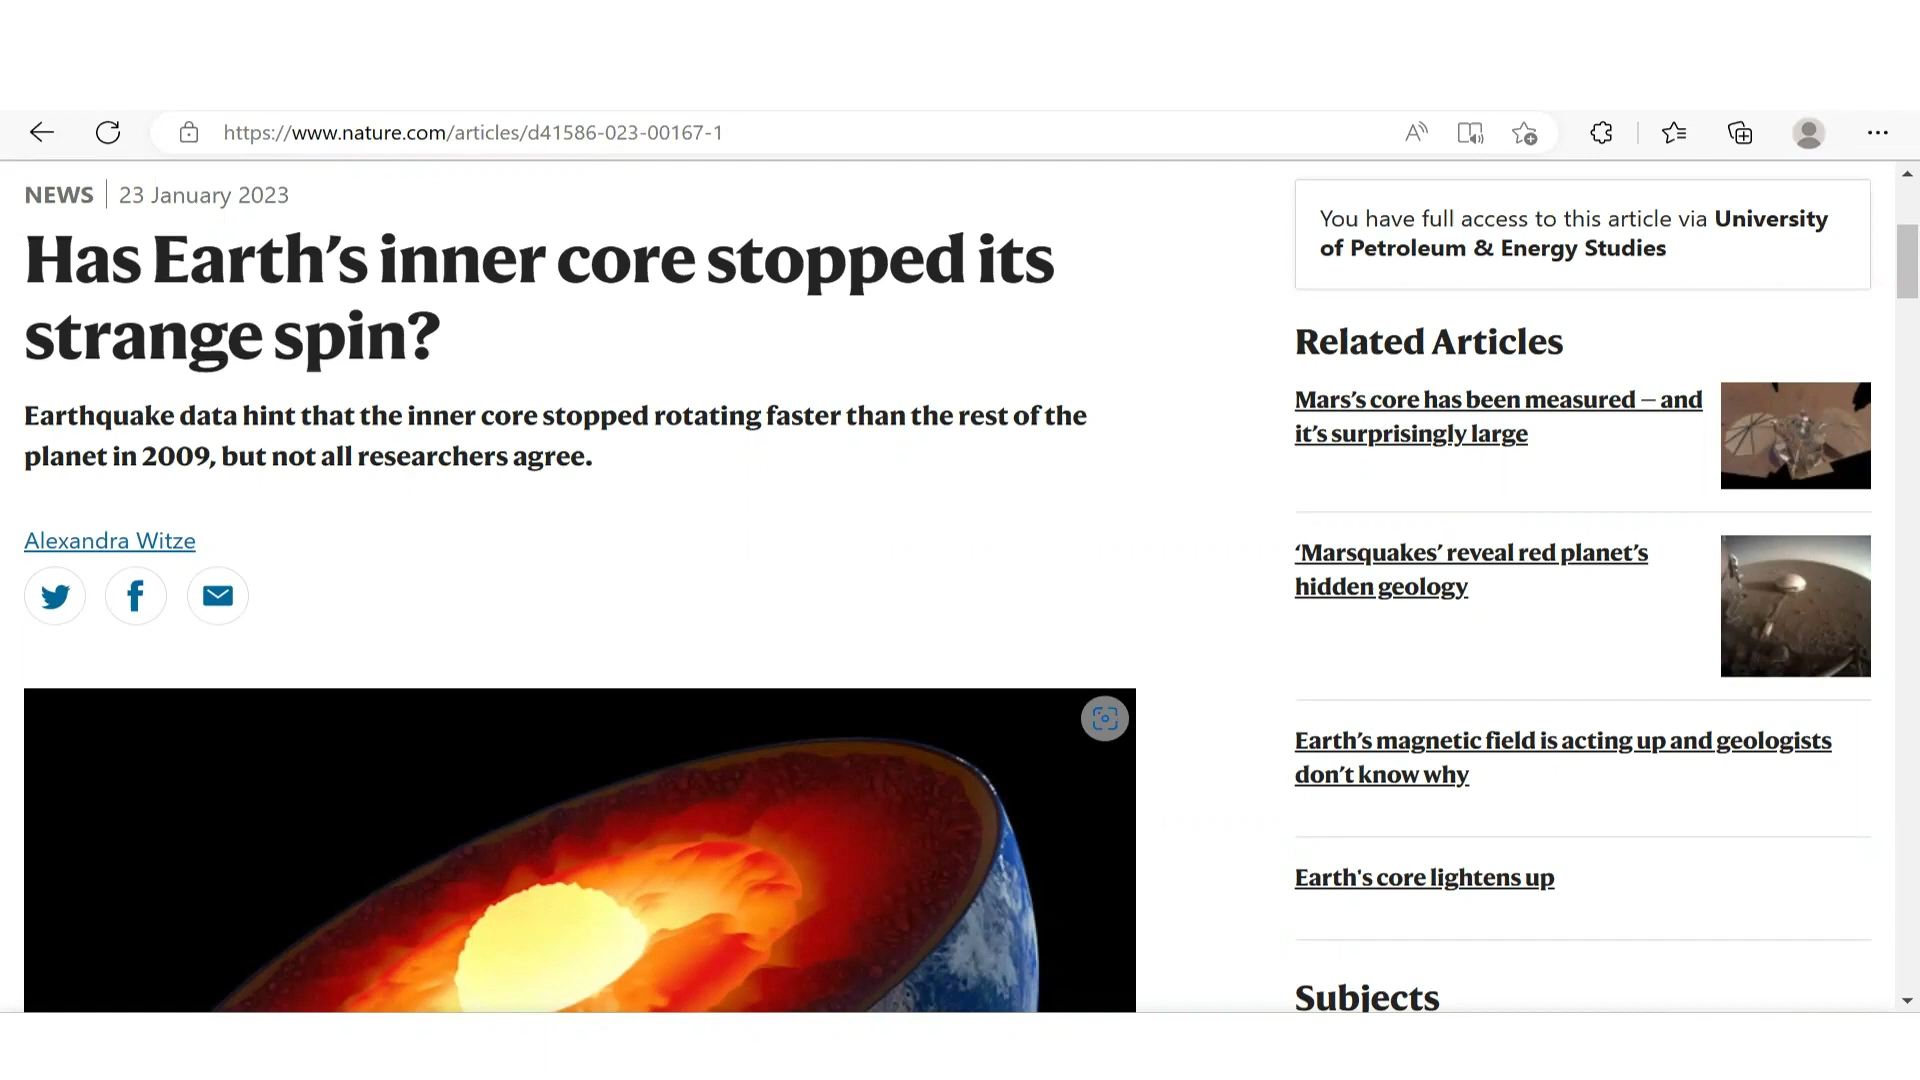 https://www.nature.com/articles/d41586-023-00167-1
NEWS
23 January 2023
Has Earth’s inner core stopped its
strange spin?
Earthquake data hint that the inner core stopped rotating faster than the rest of the
planet in 2009, but not all researchers agree.
Alexandra Witze
You have full access to this article via University
of Petroleum & Energy Studies
Related Articles
Mars’s core has been measured — and
it’s surprisingly large
‘Marsquakes’ reveal red planet’s
hidden geology
Earth’s magnetic field is acting up and geologists
don’t know why
Earth's core lightens up
Subjects